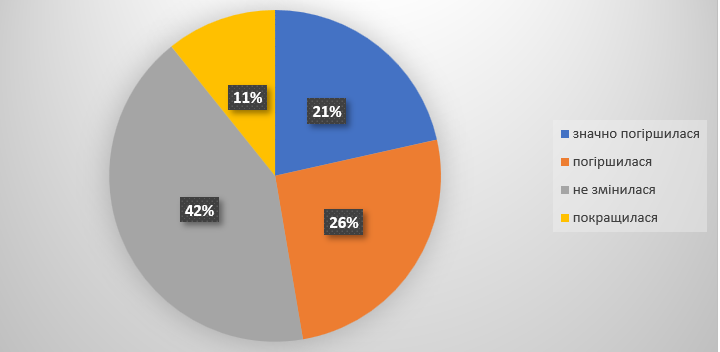 11%
21%
42%
26%
значно погіршилася
погіршилася
не змінилася
покращилася